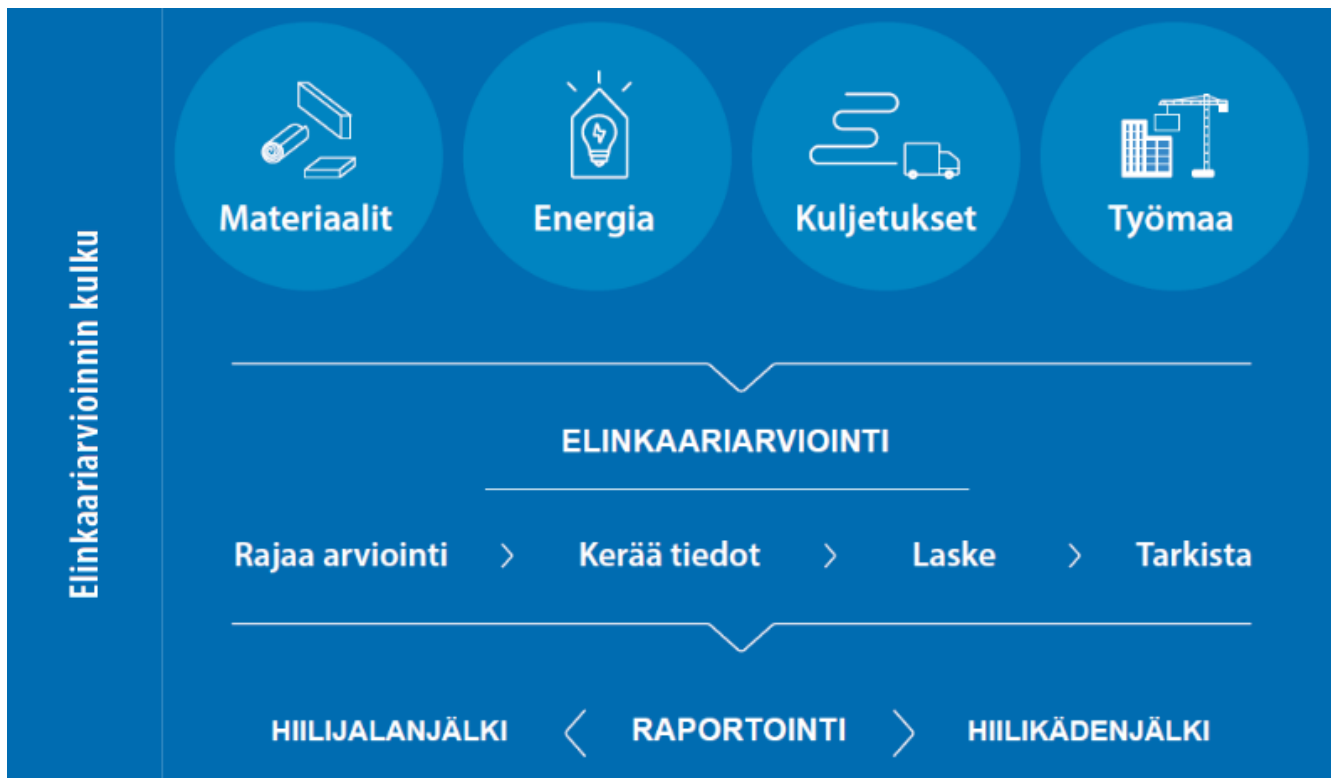 Elinkaariarvioinnin kulku
Materiaalit
Energia
Kuljetukset
Työmaa
ELINKAARIARVIOINTI
Rajaa arviointi > Kerää tiedot > Laske > Tarkista
HIILIJALANJÄLKI < RAPORTOINTI > HIILIKÄDENJÄLKI